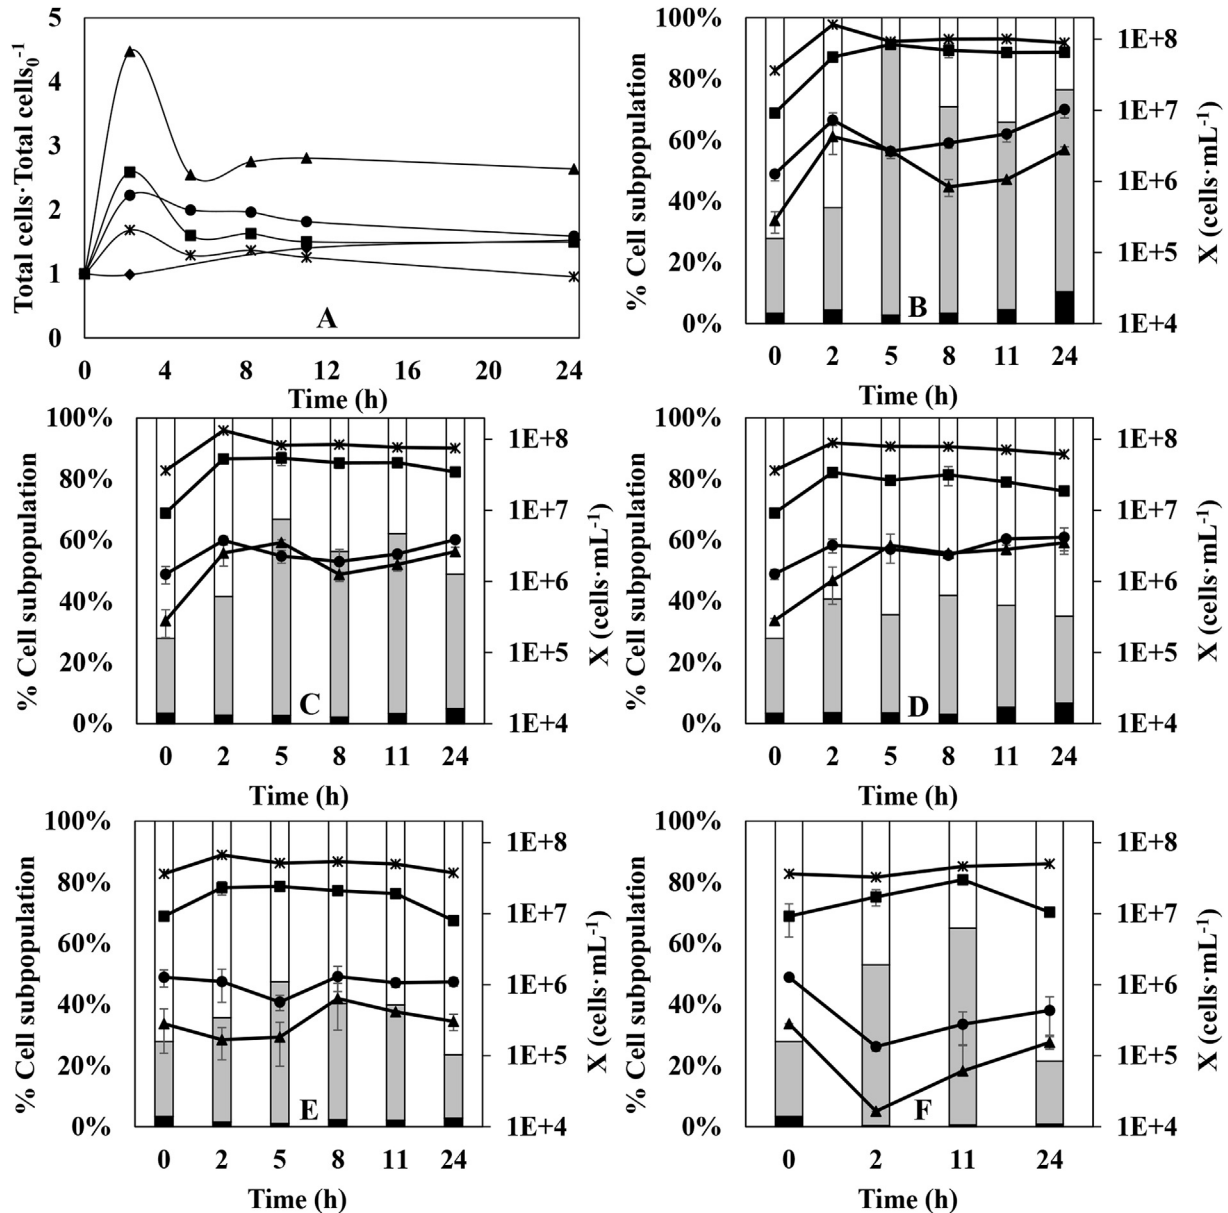 Total cells·Total cells₀⁻¹
5
4
3
2
1
0
A
0 4 8 12 16 20 24
Time (h)
% Cell subpopulation
100%
80%
60%
40%
20%
0%
B
1E+8
1E+7
1E+6
1E+5
1E+4
X (cells·mL⁻¹)
0 2 5 8 11 24
Time (h)
% Cell subpopulation
100%
80%
60%
40%
20%
0%
C
1E+8
1E+7
1E+6
1E+5
1E+4
X (cells·mL⁻¹)
0 2 5 8 11 24
Time (h)
% Cell subpopulation
100%
80%
60%
40%
20%
0%
D
1E+8
1E+7
1E+6
1E+5
1E+4
X (cells·mL⁻¹)
0 2 5 8 11 24
Time (h)
% Cell subpopulation
100%
80%
60%
40%
20%
0%
E
1E+8
1E+7
1E+6
1E+5
1E+4
X (cells·mL⁻¹)
0 2 5 8 11 24
Time (h)
% Cell subpopulation
100%
80%
60%
40%
20%
0%
F
1E+8
1E+7
1E+6
1E+5
1E+4
X (cells·mL⁻¹)
0 2 11 24
Time (h)